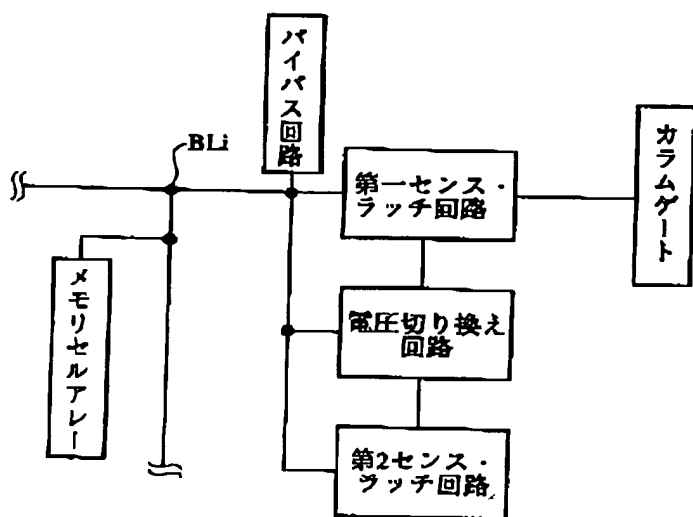 バイパス回路
BLi
カラムゲート
第一センス・
ラッチ回路
メモリセルアレー
電圧切り換え
回路
第2センス・
ラッチ回路